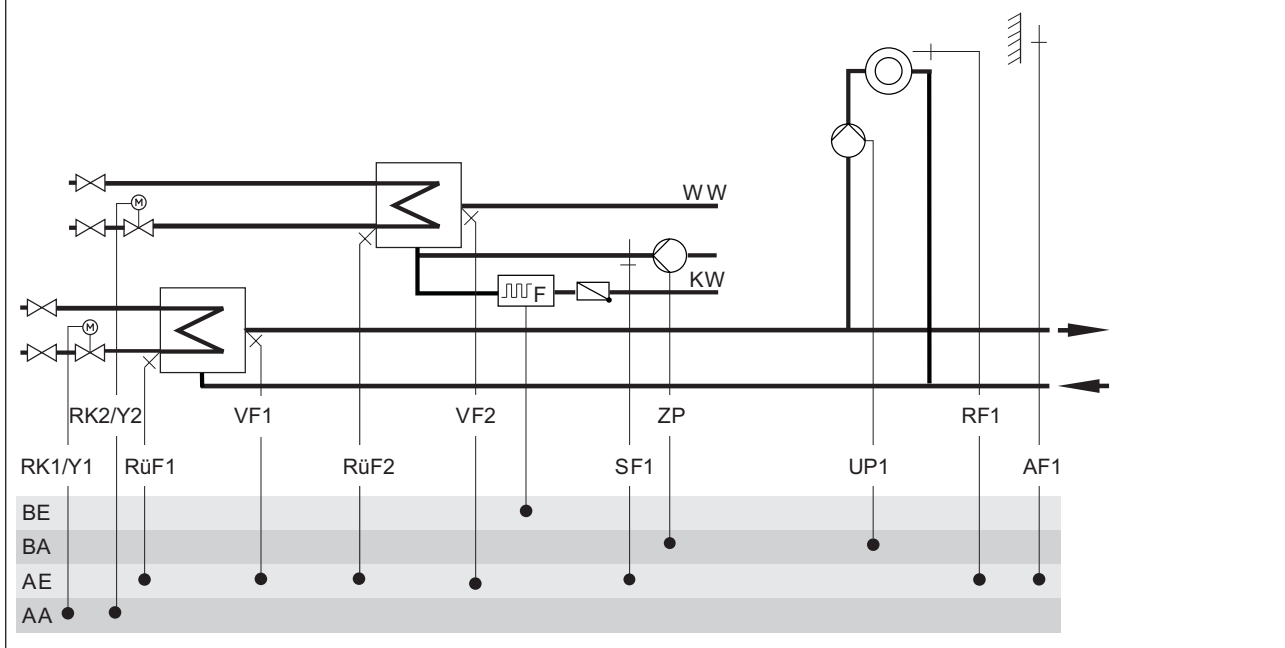 M
WW
KW
F
M
RK2/Y2 VF1 VF2 ZP RF1
RK1/Y1 RüF1 RüF2 SF1 UP1 AF1
BE
BA
AE
AA